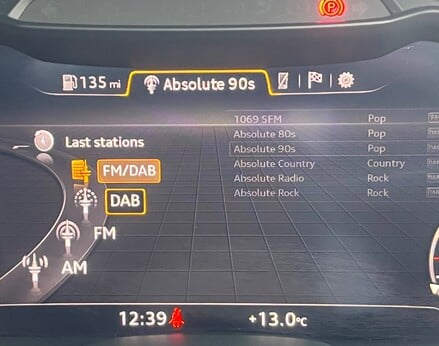 P
135 mi
Absolute 90s
Last stations
FM/DAB
DAB
FM
AM
1069 SFM Pop
Absolute 80s Pop
Absolute 90s Pop
Absolute Country Country
Absolute Radio Rock
Absolute Rock Rock
12:39
+13.0°C